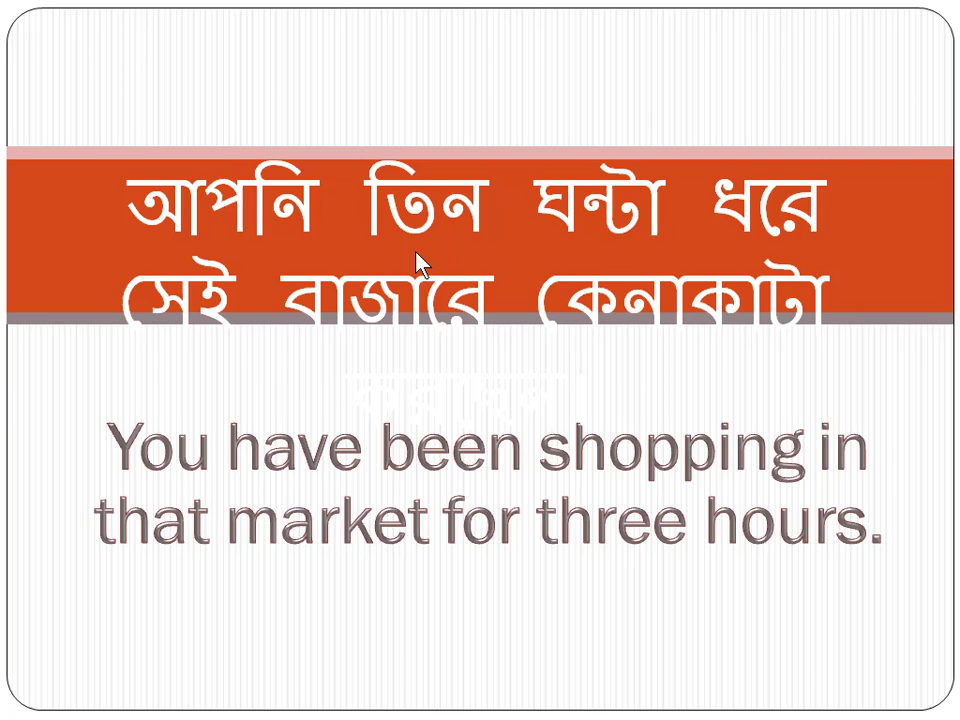 আপনি তিন ঘন্টা ধরে
সেই বাজারে কেনাকাটা
You have been shopping in
that market for three hours.